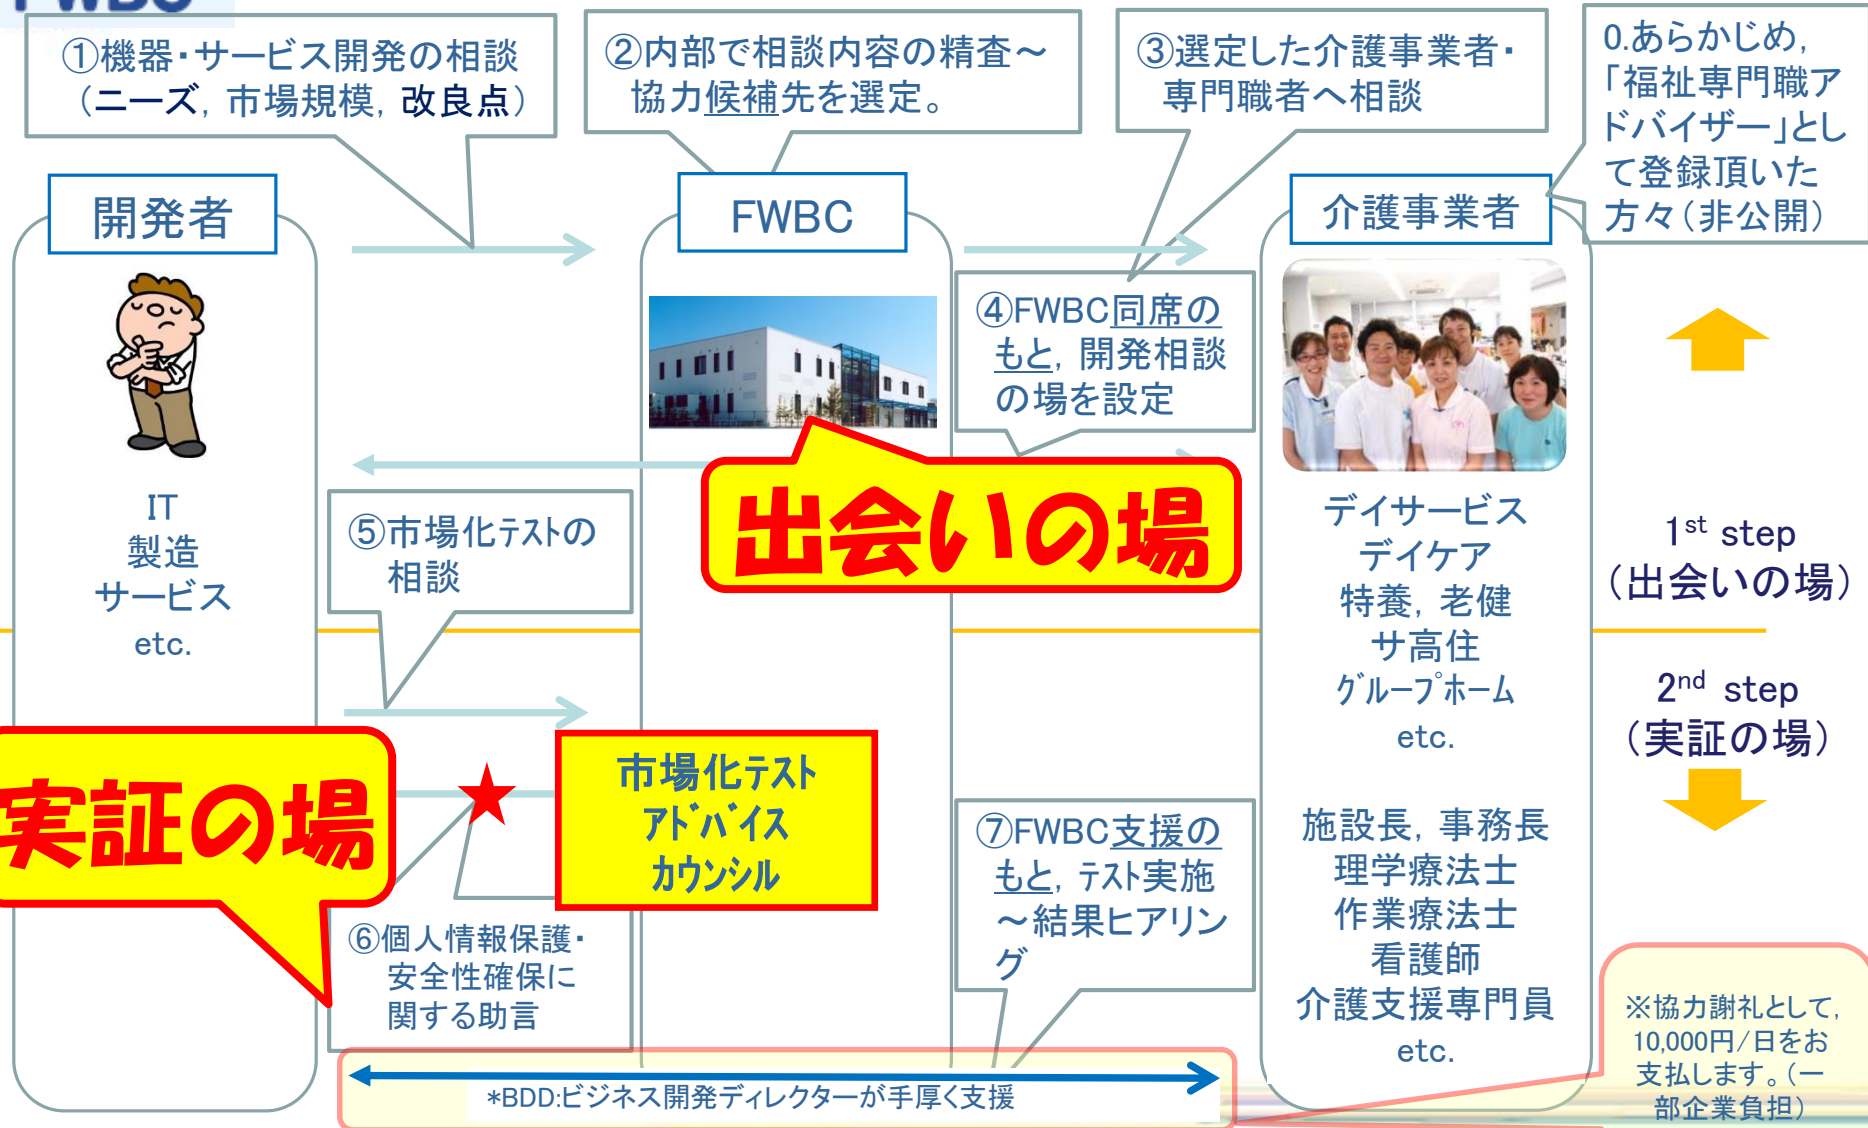 FWBC
①機器・サービス開発の相談
（ニーズ，市場規模，改良点）
②内部で相談内容の精査～
協力候補先を選定。
③選定した介護事業者・
専門職者へ相談
0.あらかじめ，
「福祉専門職ア
ドバイザー」とし
て登録頂いた
方々（非公開）
開発者
FWBC
介護事業者
④FWBC同席の
もと，開発相談
の場を設定
出会いの場
IT
製造
サービス
etc.
⑤市場化ﾃｽﾄの
相談
デイサービス
デイケア
特養，老健
サ高住
ｸﾞﾙｰﾌﾟﾎｰﾑ
etc.
1st step
（出会いの場）
2nd step
（実証の場）
実証の場
市場化ﾃｽﾄ
ｱﾄﾞﾊﾞｲｽ
ｶｳﾝｼﾙ
⑥個人情報保護・
安全性確保に
関する助言
⑦FWBC支援の
もと，ﾃｽﾄ実施
～結果ヒアリン
グ
施設長，事務長
理学療法士
作業療法士
看護師
介護支援専門員
etc.
※協力謝礼として，
10,000円/日をお
支払します。（一
部企業負担）
*BDD:ビジネス開発ディレクターが手厚く支援